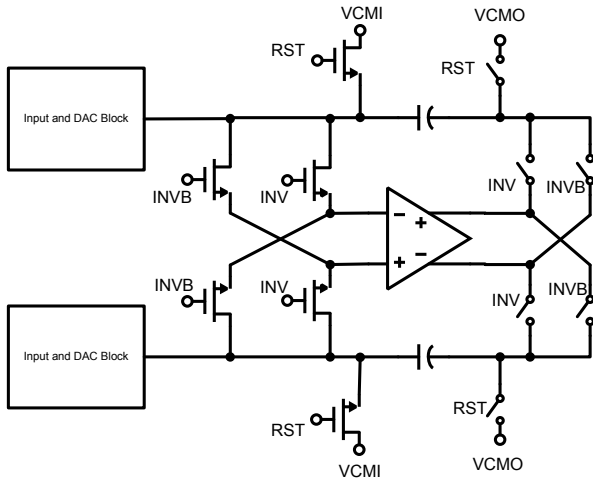 VCMI
VCMO
RST
RST
Input and DAC Block
INVB
INV
INV
INVB
−
+
+
−
INVB
INV
INV
INVB
Input and DAC Block
RST
RST
VCMI
VCMO